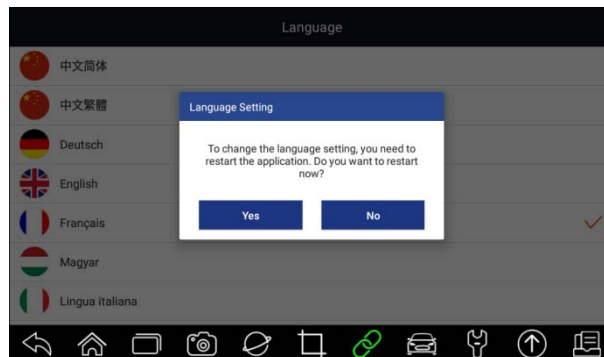 Language
中文简体
中文繁體
Deutsch
English
Français
Magyar
Lingua italiana
Language Setting
To change the language setting, you need to
restart the application. Do you want to restart
now?
Yes
No